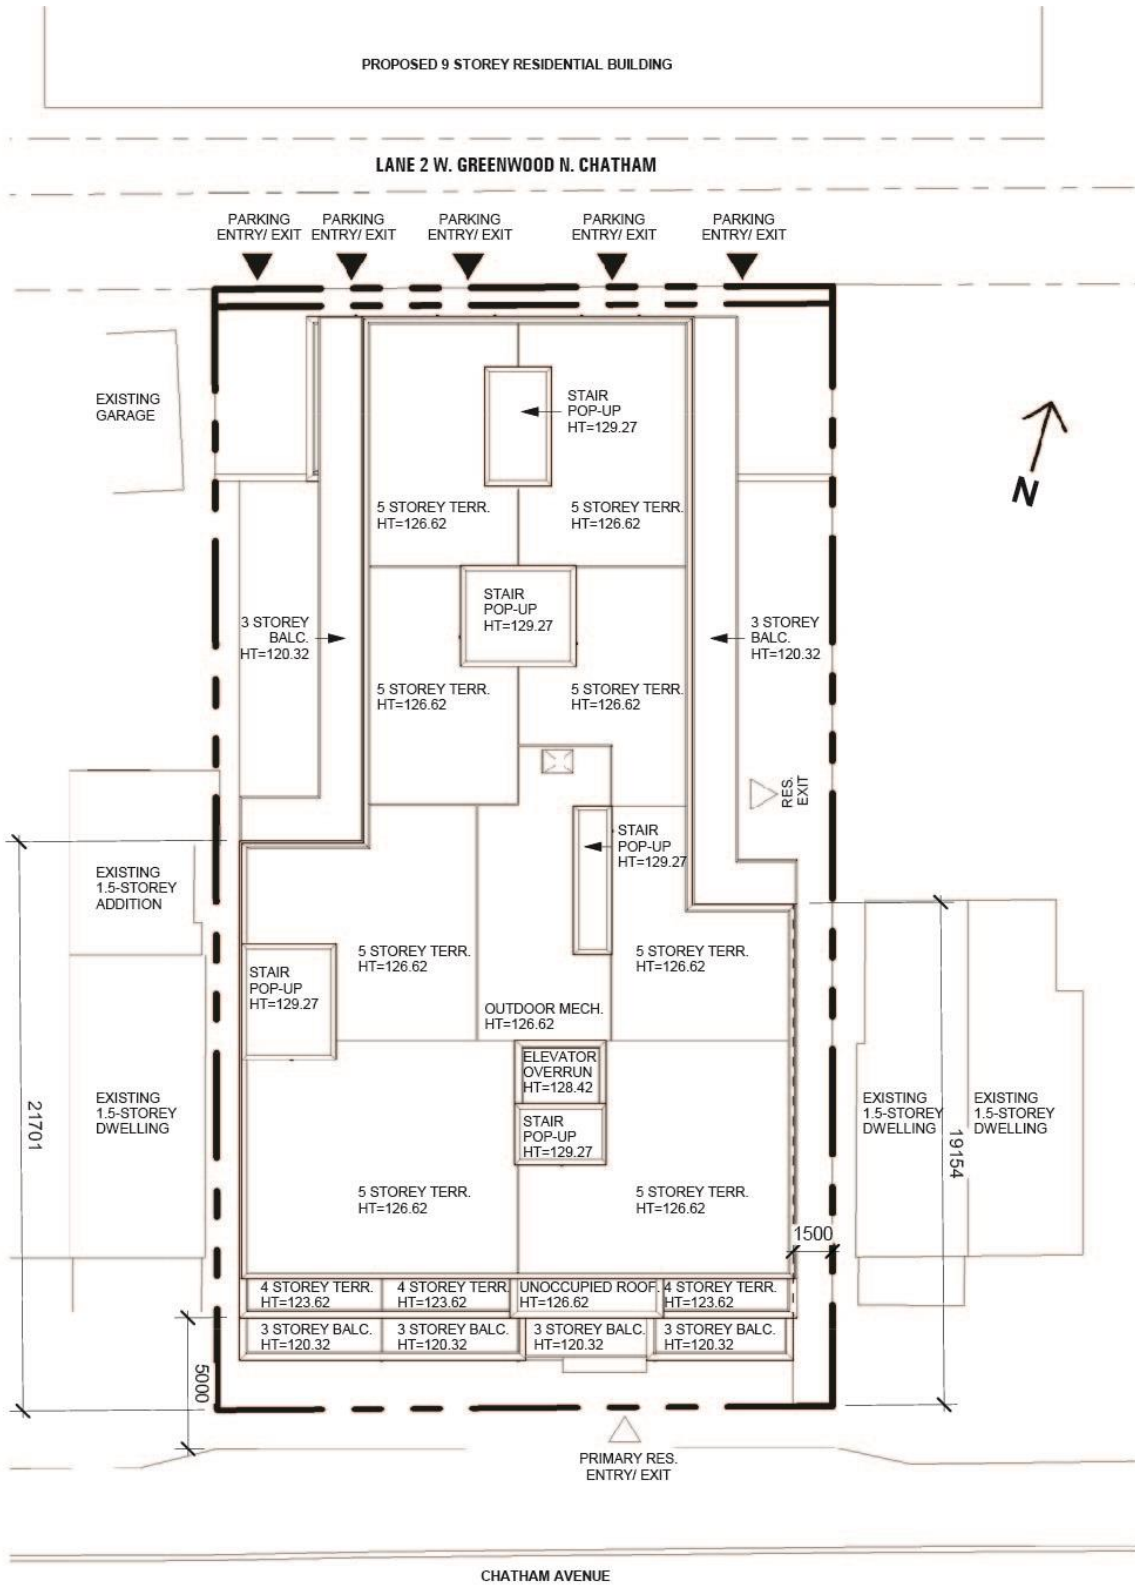 PROPOSED 9 STOREY RESIDENTIAL BUILDING
LANE 2 W. GREENWOOD N. CHATHAM
PARKING
ENTRY/ EXIT
PARKING
ENTRY/ EXIT
PARKING
ENTRY/ EXIT
PARKING
ENTRY/ EXIT
PARKING
ENTRY/ EXIT
EXISTING
GARAGE
STAIR
POP-UP
HT=129.27
N
5 STOREY TERR.
HT=126.62
5 STOREY TERR.
HT=126.62
STAIR
POP-UP
HT=129.27
3 STOREY
BALC.
HT=120.32
3 STOREY
BALC.
HT=120.32
5 STOREY TERR.
HT=126.62
5 STOREY TERR.
HT=126.62
RES.
EXIT
STAIR
POP-UP
HT=129.27
EXISTING
1.5-STOREY
ADDITION
5 STOREY TERR.
HT=126.62
5 STOREY TERR.
HT=126.62
STAIR
POP-UP
HT=129.27
OUTDOOR MECH.
HT=126.62
ELEVATOR
OVERRUN
HT=128.42
21701
EXISTING
1.5-STOREY
DWELLING
STAIR
POP-UP
HT=129.27
EXISTING
1.5-STOREY
DWELLING
19154
EXISTING
1.5-STOREY
DWELLING
5 STOREY TERR.
HT=126.62
5 STOREY TERR.
HT=126.62
1500
4 STOREY TERR.
HT=123.62
4 STOREY TERR.
HT=123.62
UNOCCUPIED ROOF.
HT=126.62
4 STOREY TERR.
HT=123.62
3 STOREY BALC.
HT=120.32
3 STOREY BALC.
HT=120.32
3 STOREY BALC.
HT=120.32
3 STOREY BALC.
HT=120.32
5000
PRIMARY RES.
ENTRY/ EXIT
CHATHAM AVENUE